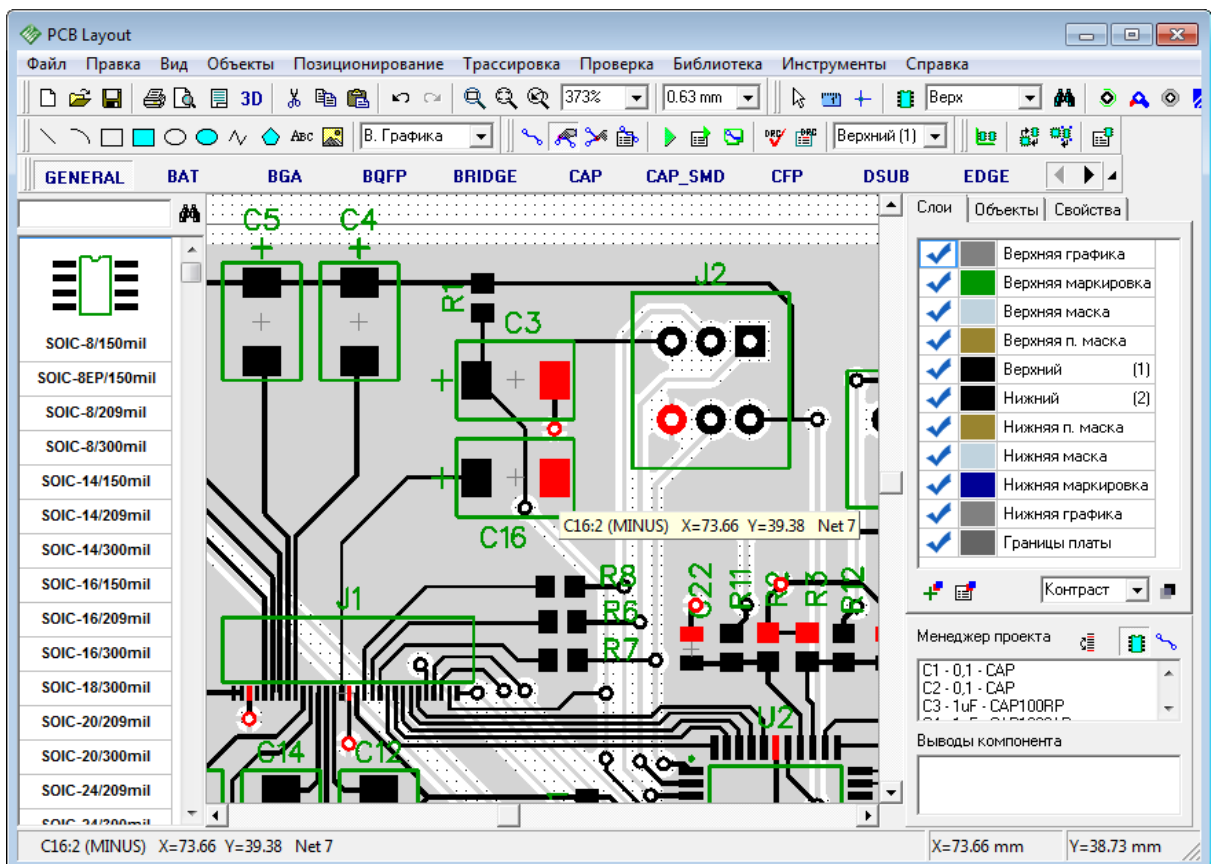 PCB Layout
Файл Правка Вид Объекты Позиционирование Трассировка Проверка Библиотека Инструменты Справка
3D 373% 0.63 mm Верх
ABC В. Графика DRC DRC Верхний (1)
GENERAL BAT BGA BQFP BRIDGE CAP CAP_SMD CFP DSUB EDGE
SOIC-8/150mil
SOIC-8EP/150mil
SOIC-8/209mil
SOIC-8/300mil
SOIC-14/150mil
SOIC-14/209mil
SOIC-14/300mil
SOIC-16/150mil
SOIC-16/209mil
SOIC-16/300mil
SOIC-18/300mil
SOIC-20/209mil
SOIC-20/300mil
SOIC-24/209mil
SOIC-24/300mil
C5 C4
J2
R1
C3
C16
C16:2 (MINUS) X=73.66 Y=39.38 Net 7
R8
C22 R11 R2 R3 R12
J1
R6
R7
U2
C14 C12
Слои Объекты Свойства
Верхняя графика
Верхняя маркировка
Верхняя маска
Верхняя п. маска
Верхний (1)
Нижний (2)
Нижняя п. маска
Нижняя маска
Нижняя маркировка
Нижняя графика
Границы платы
Контраст
Менеджер проекта
C1 - 0,1 - CAP
C2 - 0,1 - CAP
C3 - 1uF - CAP100RP
Выводы компонента
C16:2 (MINUS) X=73.66 Y=39.38 Net 7
X=73.66 mm Y=38.73 mm